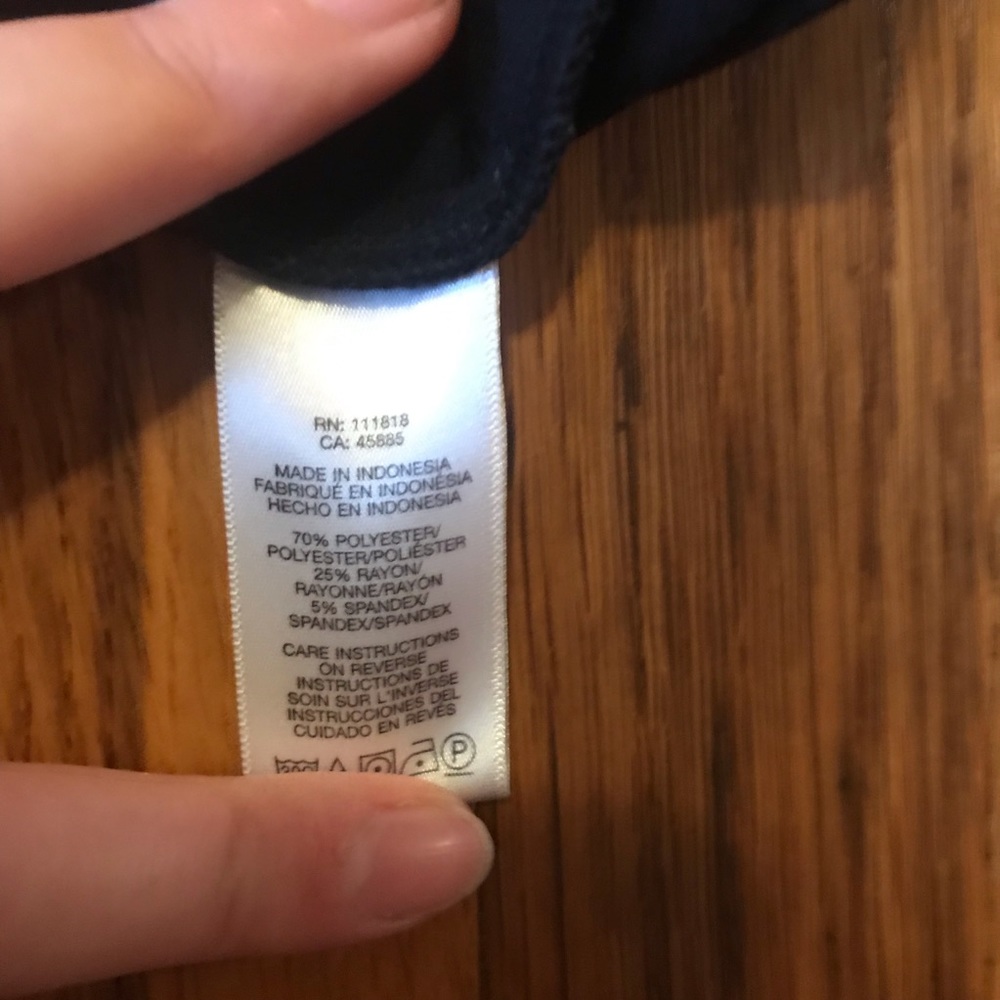 RN: 111818
CA: 45885
MADE IN INDONESIA
FABRIQUÉ EN INDONÉSIA
HECHO EN INDONESIA
70% POLYESTER/
POLYESTER/POLIÉSTER
25% RAYON/
RAYONNE/RAYÓN
5% SPANDEX/
SPANDEX/SPANDEX
CARE INSTRUCTIONS
ON REVERSE
INSTRUCTIONS DE
SOIN SUR L'INVERSE
INSTRUCCIONES DEL
CUIDADO EN REVÉS
P